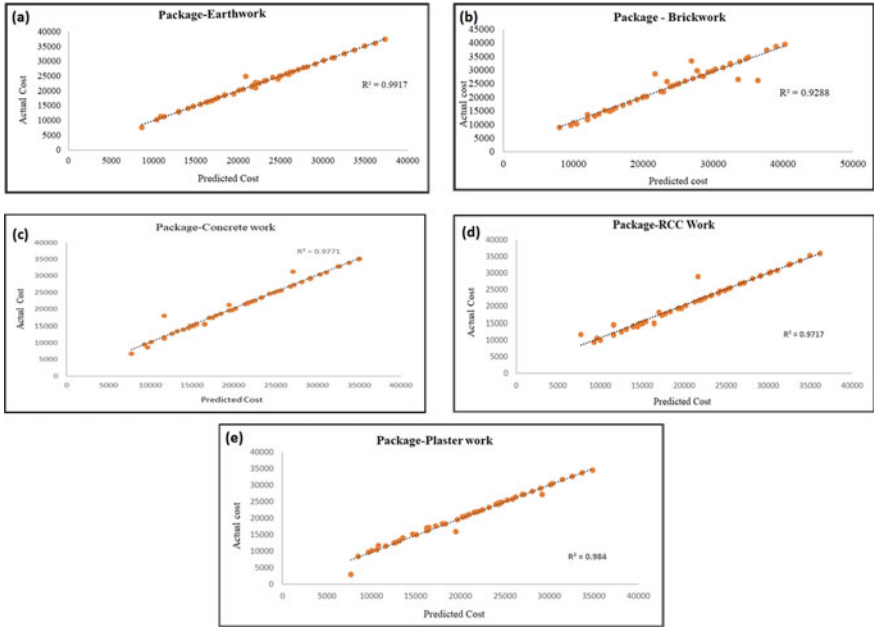 (a)
Package-Earthwork
40000
35000
30000
25000
20000
15000
10000
5000
0
Actual Cost
R² = 0.9917
0 5000 10000 15000 20000 25000 30000 35000 40000
Predicted Cost
(b)
Package - Brickwork
45000
40000
35000
30000
25000
20000
15000
10000
5000
0
Actual cost
R² = 0.9288
0 10000 20000 30000 40000 50000
Predicted cost
(c)
Package-Concrete work
40000
35000
30000
25000
20000
15000
10000
5000
0
Actual Cost
R² = 0.9771
0 5000 10000 15000 20000 25000 30000 35000 40000
Predicted Cost
(d)
Package-RCC Work
40000
35000
30000
25000
20000
15000
10000
5000
0
Actual Cost
R² = 0.9717
0 5000 10000 15000 20000 25000 30000 35000 40000
Predicted Cost
(e)
Package-Plaster work
40000
35000
30000
25000
20000
15000
10000
5000
0
Actual cost
R² = 0.984
0 5000 10000 15000 20000 25000 30000 35000 40000
Predicted Cost